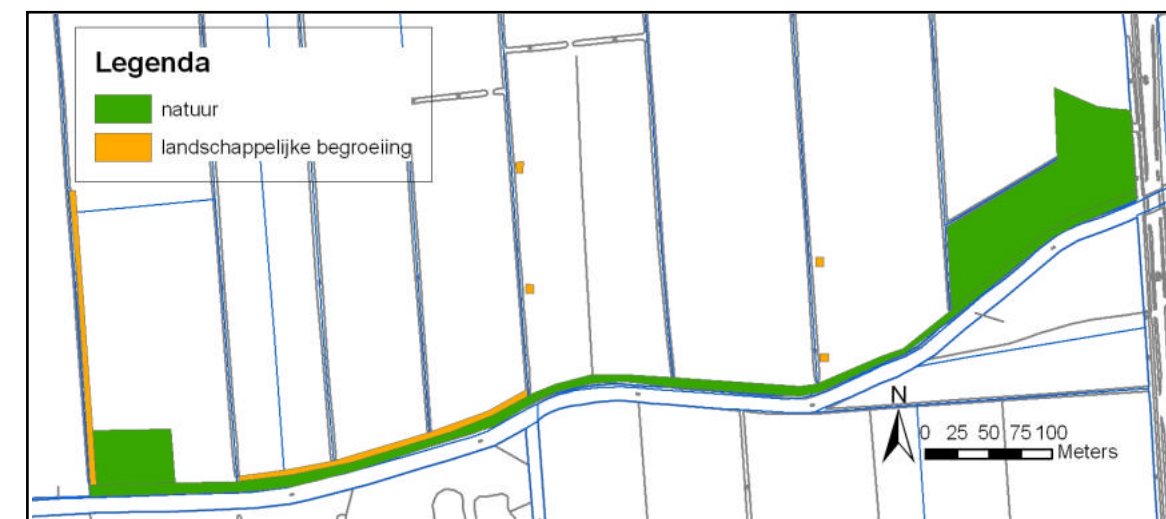 Legenda
natuur
landschappelijke begroeiing
N
0 25 50 75 100
Meters